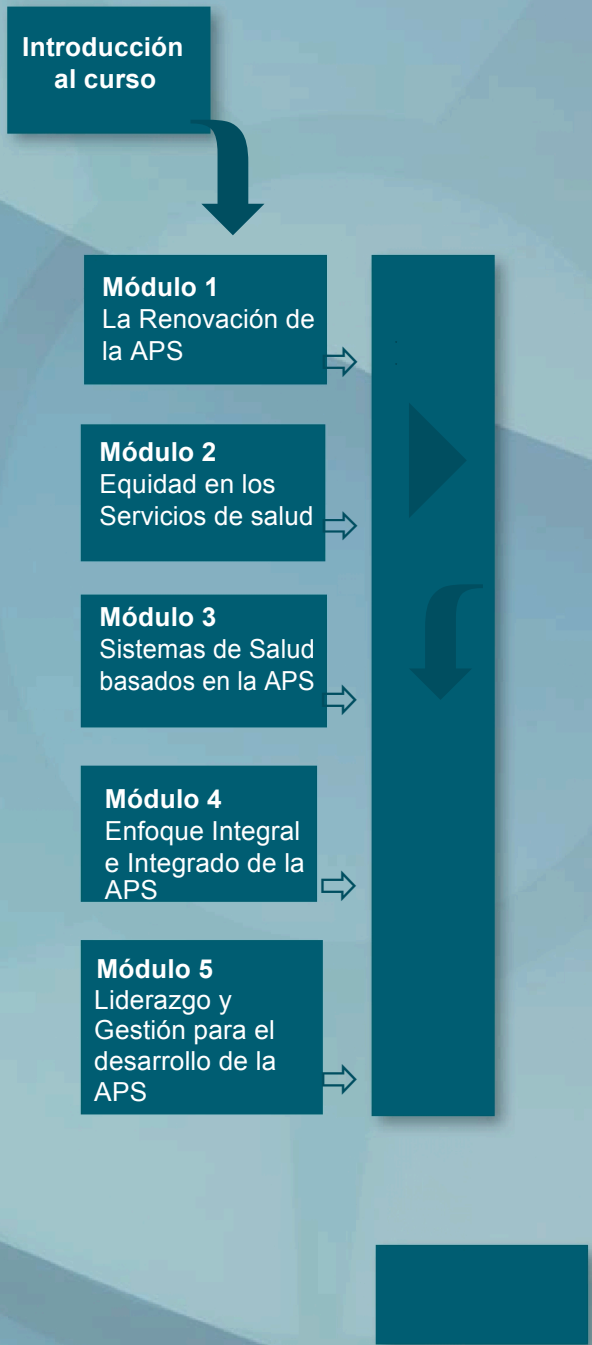 Introducción
al curso
Módulo 1
La Renovación de
la APS
Módulo 2
Equidad en los
Servicios de salud
Módulo 3
Sistemas de Salud
basados en la APS
Módulo 4
Enfoque Integral
e Integrado de la
APS
Módulo 5
Liderazgo y
Gestión para el
desarrollo de la
APS